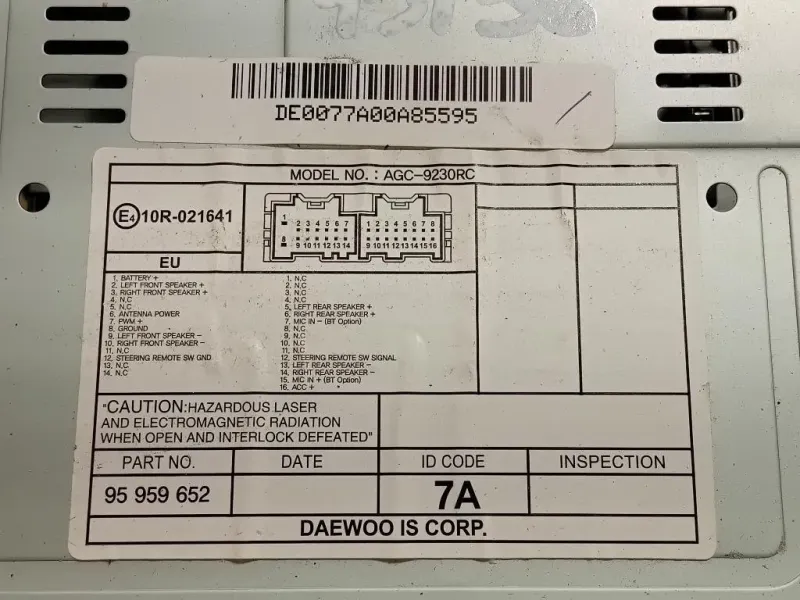 DE0077A00A85595
MODEL NO. : AGC-9230RC
E4 10R-021641
EU
1 2 3 4 5 6 7
8 9 10 11 12 13 14
1 2 3 4 5 6 7 8
9 10 11 12 13 14 15 16
1. BATTERY +
2. LEFT FRONT SPEAKER +
3. RIGHT FRONT SPEAKER +
4. N.C
5. N.C
6. ANTENNA POWER
7. PWM +
8. GROUND
9. LEFT FRONT SPEAKER -
10. RIGHT FRONT SPEAKER -
11. N.C
12. STEERING REMOTE SW GND
13. N.C
14. N.C
1. N.C
2. N.C
3. N.C
4. N.C
5. LEFT REAR SPEAKER +
6. RIGHT REAR SPEAKER +
7. MIC IN - (BT Option)
8. N.C
9. N.C
10. N.C
11. N.C
12. STEERING REMOTE SW SIGNAL
13. LEFT REAR SPEAKER -
14. RIGHT REAR SPEAKER -
15. MIC IN + (BT Option)
16. ACC +
"CAUTION:HAZARDOUS LASER
AND ELECTROMAGNETIC RADIATION
WHEN OPEN AND INTERLOCK DEFEATED"
PART NO. DATE ID CODE INSPECTION
95 959 652 7A
DAEWOO IS CORP.